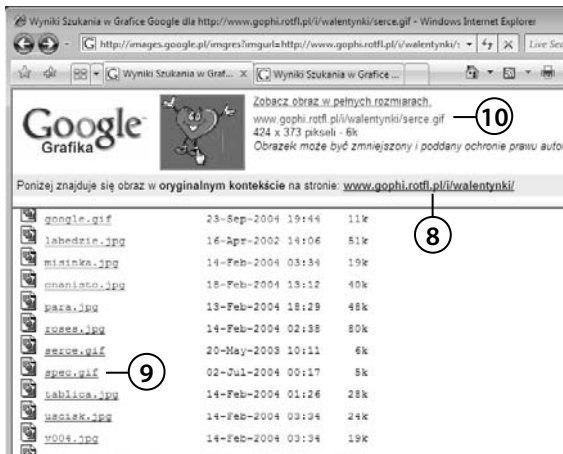 Wyniki Szukania w Grafice Google dla http://www.gophi.rotfl.pl/i/walentynki/serce.gif - Windows Internet Explorer
G http://images.google.pl/imgres?imgurl=http://www.gophi.rotfl.pl/i/walentynki/: Live Sea
G Wyniki Szukania w Graf... x G Wyniki Szukania w Grafice ...
Google
Grafika
Zobacz obraz w pełnych rozmiarach.
www.gophi.rotfl.pl/i/walentynki/serce.gif 10
424 x 373 pikseli - 6k
Obrazek może być zmniejszony i poddany ochronie prawu auto
Poniżej znajduje się obraz w oryginalnym kontekście na stronie: www.gophi.rotfl.pl/i/walentynki/
8
google.gif 23-Sep-2004 19:44 11k
labedzie.jpg 16-Apr-2002 14:06 51k
misinka.jpg 14-Feb-2004 03:34 19k
onanisto.jpg 18-Feb-2004 13:12 40k
para.jpg 13-Feb-2004 18:29 48k
roses.jpg 14-Feb-2004 02:38 80k
serce.gif 20-May-2003 10:11 6k
spec.gif 9 02-Jul-2004 00:17 5k
tablica.jpg 14-Feb-2004 01:26 28k
uscisk.jpg 14-Feb-2004 03:34 24k
v004.jpg 14-Feb-2004 03:34 19k